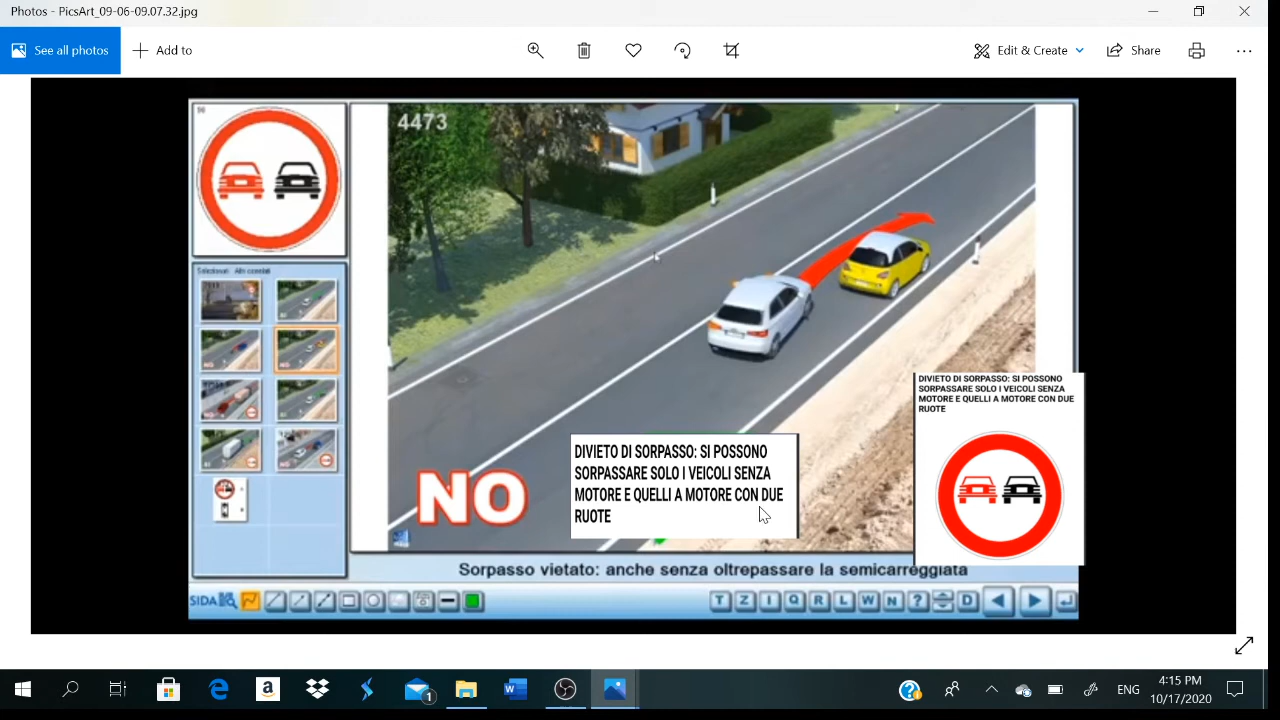 Photos - PicsArt_09-06-09.07.32.jpg
See all photos
Add to
Edit & Create
Share
4473
DIVIETO DI SORPASSO: SI POSSONO
SORPASSARE SOLO I VEICOLI SENZA
MOTORE E QUELLI A MOTORE CON DUE
RUOTE
NO
DIVIETO DI SORPASSO: SI POSSONO
SORPASSARE SOLO I VEICOLI SENZA
MOTORE E QUELLI A MOTORE CON DUE
RUOTE
Sorpasso vietato: anche senza oltrepassare la semicarreggiata
SIDA
T Z I Q R L W N ? D
1
ENG
4:15 PM
10/17/2020